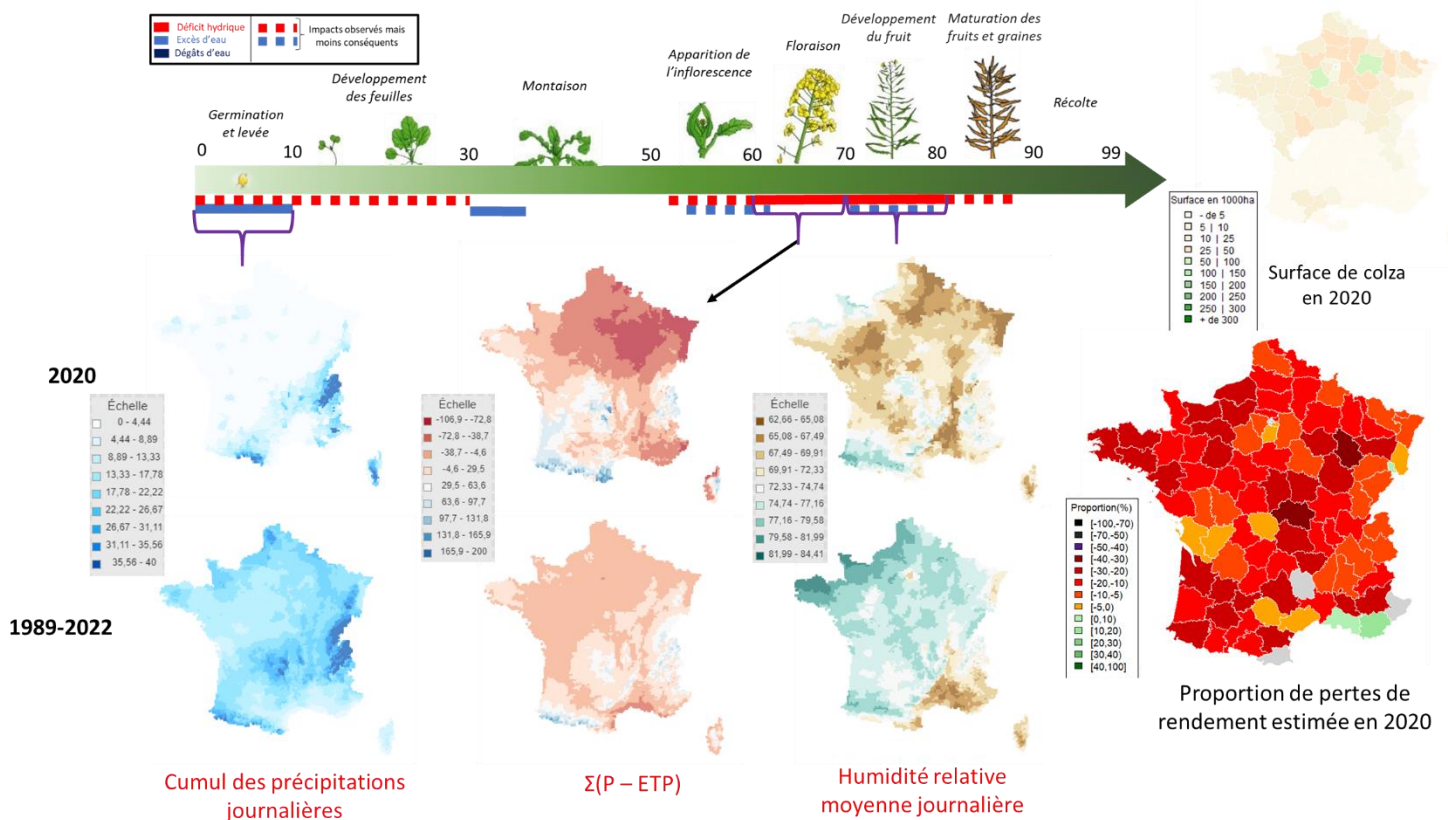 Déficit hydrique
Excès d'eau
Dégâts d'eau
Impacts observés mais
moins conséquents
Germination
et levée
Développement
des feuilles
Montaison
Apparition de
l'inflorescence
Floraison
Développement
du fruit
Maturation des
fruits et graines
Récolte
0
10
30
50
60
70
81
90
99
Surface en 1000ha
- de 5
5 | 10
10 | 25
25 | 50
50 | 100
100 | 150
150 | 200
200 | 250
250 | 300
+ de 300
Surface de colza
en 2020
2020
Échelle
0 - 4,44
4,44 - 8,89
8,89 - 13,33
13,33 - 17,78
17,78 - 22,22
22,22 - 26,67
26,67 - 31,11
31,11 - 35,56
35,56 - 40
Échelle
-106,9 - -72,8
-72,8 - -38,7
-38,7 - -4,6
-4,6 - 29,5
29,5 - 63,6
63,6 - 97,7
97,7 - 131,8
131,8 - 165,9
165,9 - 200
Échelle
62,66 - 65,08
65,08 - 67,49
67,49 - 69,91
69,91 - 72,33
72,33 - 74,74
74,74 - 77,16
77,16 - 79,58
79,58 - 81,99
81,99 - 84,41
Proportion(%)
[-100,-70)
[-70,-50)
[-50,-40)
[-40,-30)
[-30,-20)
[-20,-10)
[-10,-5)
[-5,0)
[0,10)
[10,20)
[20,30)
[30,40)
[40,100]
1989-2022
Proportion de pertes de
rendement estimée en 2020
Cumul des précipitations
journalières
Σ(P – ETP)
Humidité relative
moyenne journalière